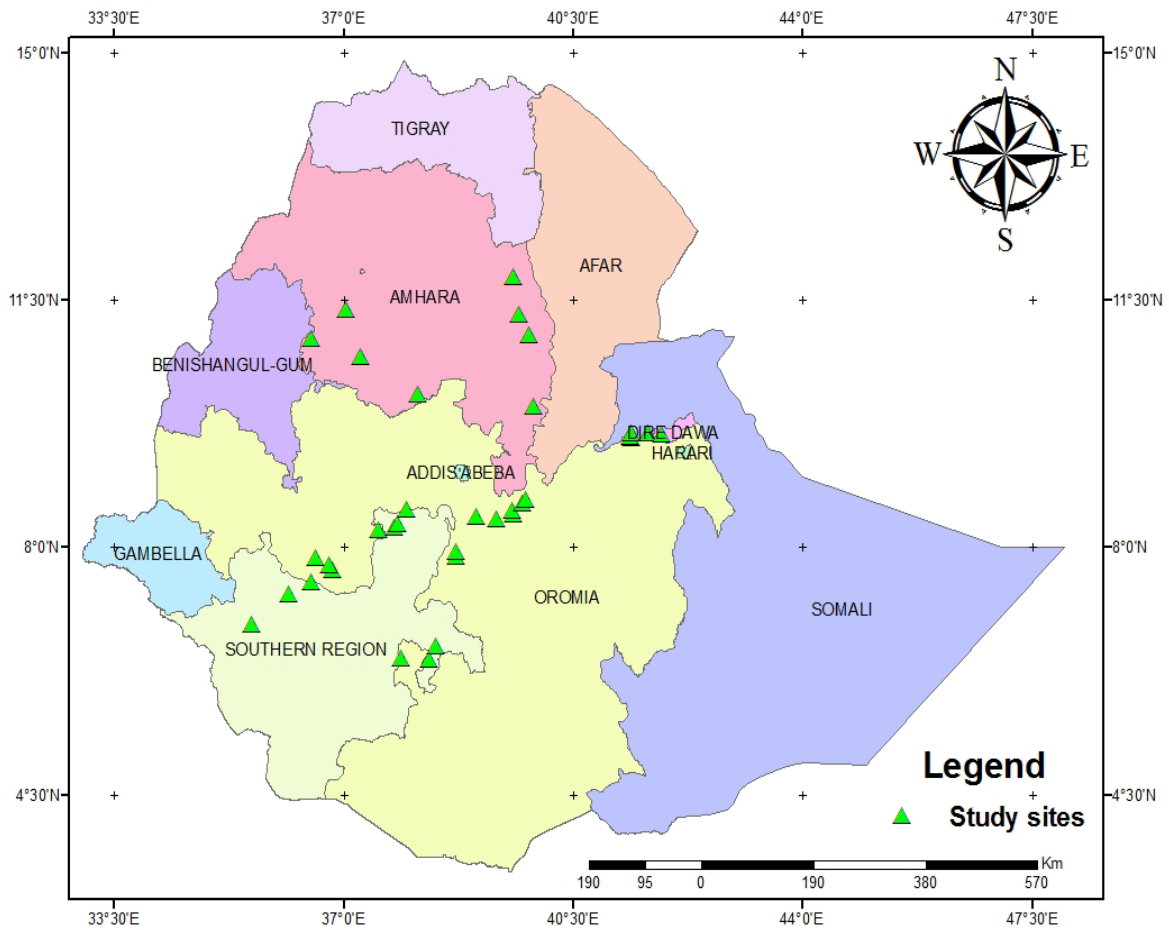 33°30'E 37°0'E 40°30'E 44°0'E 47°30'E
15°0'N 15°0'N
N
W E
S
TIGRAY
AFAR
11°30'N 11°30'N
AMHARA
BENISHANGUL-GUM
DIRE DAWA
HARARI
ADDIS ABEBA
8°0'N 8°0'N
GAMBELLA
OROMIA
SOMALI
SOUTHERN REGION
Legend
Study sites
4°30'N 4°30'N
Km
190 95 0 190 380 570
33°30'E 37°0'E 40°30'E 44°0'E 47°30'E